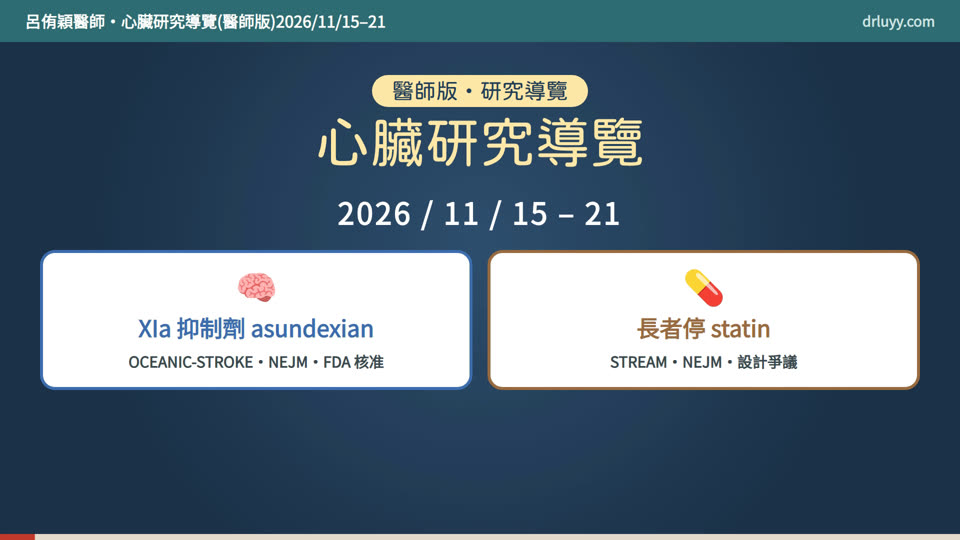 呂侑穎醫師・心臟研究導覽(醫師版)2026/11/15–21
drluyy.com
醫師版・研究導覽
心臟研究導覽
2026 / 11 / 15 – 21
XIa 抑制劑 asundexian
OCEANIC-STROKE・NEJM・FDA 核准
長者停 statin
STREAM・NEJM・設計爭議